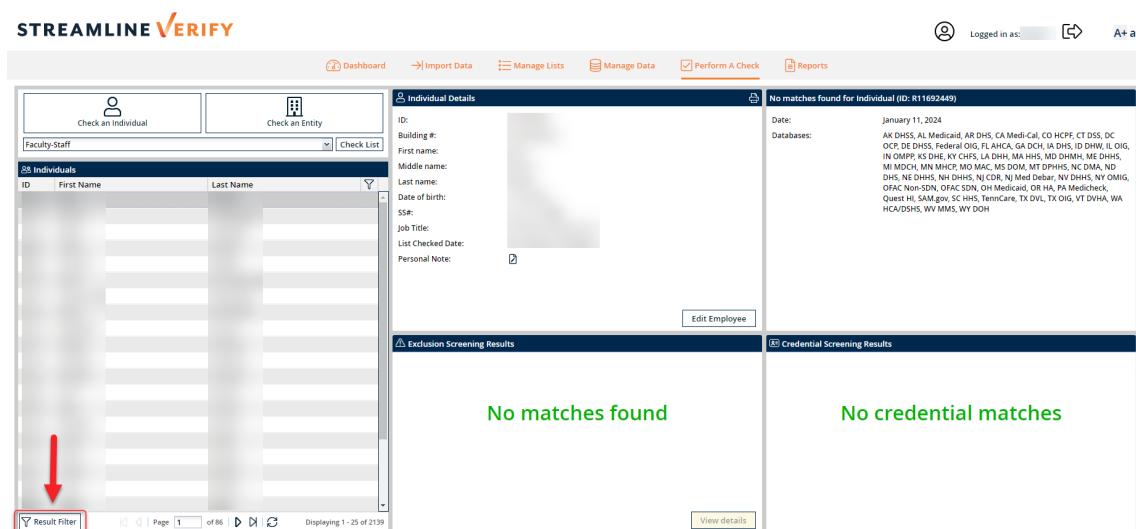 STREAMLINE VERIFY
Logged in as:
A+ a
Dashboard
Import Data
Manage Lists
Manage Data
Perform A Check
Reports
Check an Individual
Check an Entity
Faculty-Staff
Check List
Individuals
ID First Name Last Name
Result Filter
Page 1 of 86
Displaying 1 - 25 of 2139
Individual Details
ID:
Building #:
First name:
Middle name:
Last name:
Date of birth:
SS#:
Job Title:
List Checked Date:
Personal Note:
Edit Employee
No matches found for Individual (ID: R11692449)
Date: January 11, 2024
Databases: AK DHSS, AL Medicaid, AR DHS, CA Medi-Cal, CO HCPF, CT DSS, DC
OCP, DE DHSS, Federal OIG, FL AHCA, GA DCH, IA DHS, ID DHW, IL OIG,
IN OMPP, KS DHE, KY CHFS, LA DHH, MA HHS, MD DHMH, ME DHHS,
MI MDCH, MN MHCP, MO MAC, MS DOM, MT DPHHS, NC DMA, ND
DHS, NE DHHS, NH DHHS, NJ CDR, NJ Med Debar, NV DHHS, NY OMIG,
OFAC Non-SDN, OFAC SDN, OH Medicaid, OR HA, PA Medicheck,
Quest HI, SAM.gov, SC HHS, TennCare, TX DVL, TX OIG, VT DVHA, WA
HCA/DSHS, WV MMS, WY DOH
Exclusion Screening Results
No matches found
View details
Credential Screening Results
No credential matches